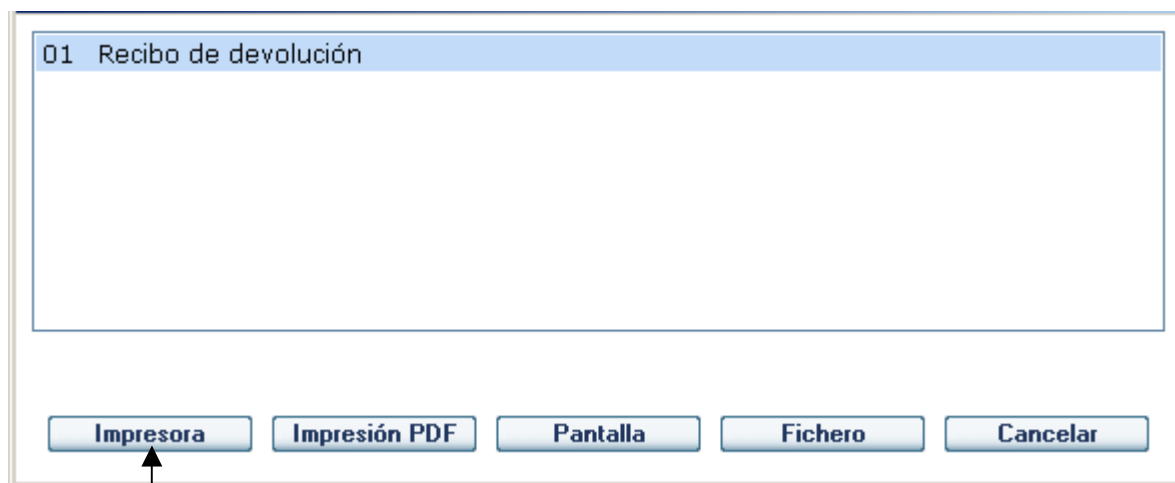 01 Recibo de devolución
Impresora Impresión PDF Pantalla Fichero Cancelar